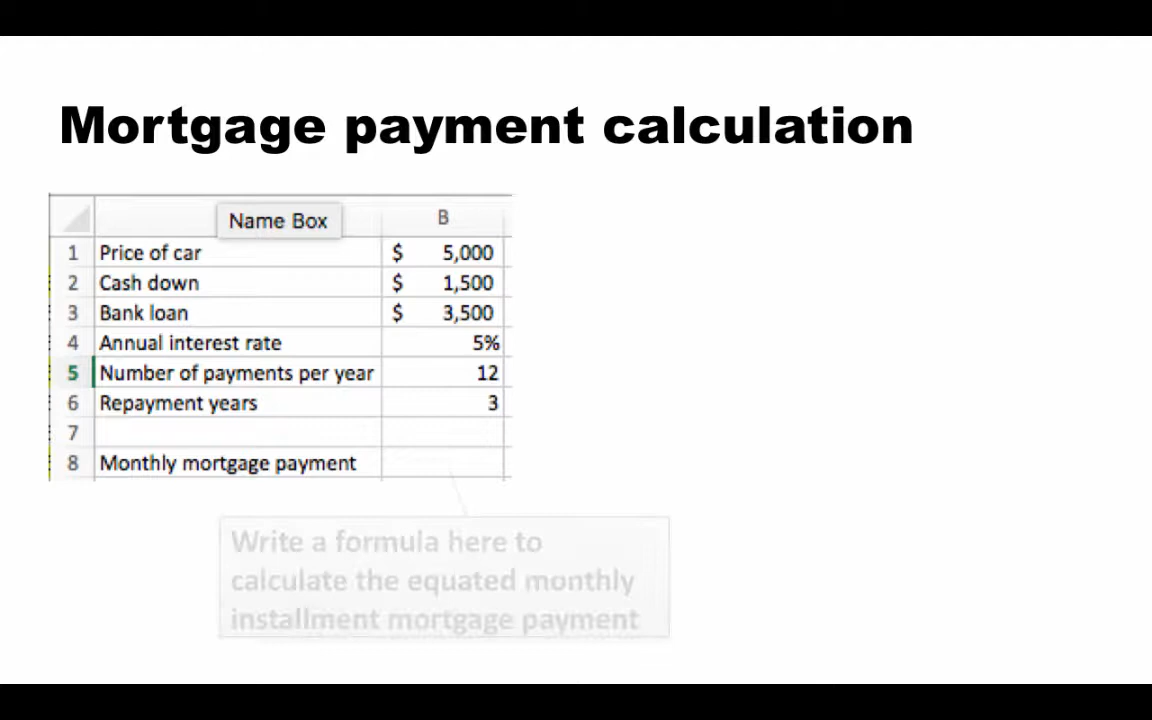 Mortgage payment calculation
Name Box
B
1 Price of car $ 5,000
2 Cash down $ 1,500
3 Bank loan $ 3,500
4 Annual interest rate 5%
5 Number of payments per year 12
6 Repayment years 3
7
8 Monthly mortgage payment
Write a formula here to
calculate the equated monthly
installment mortgage payment